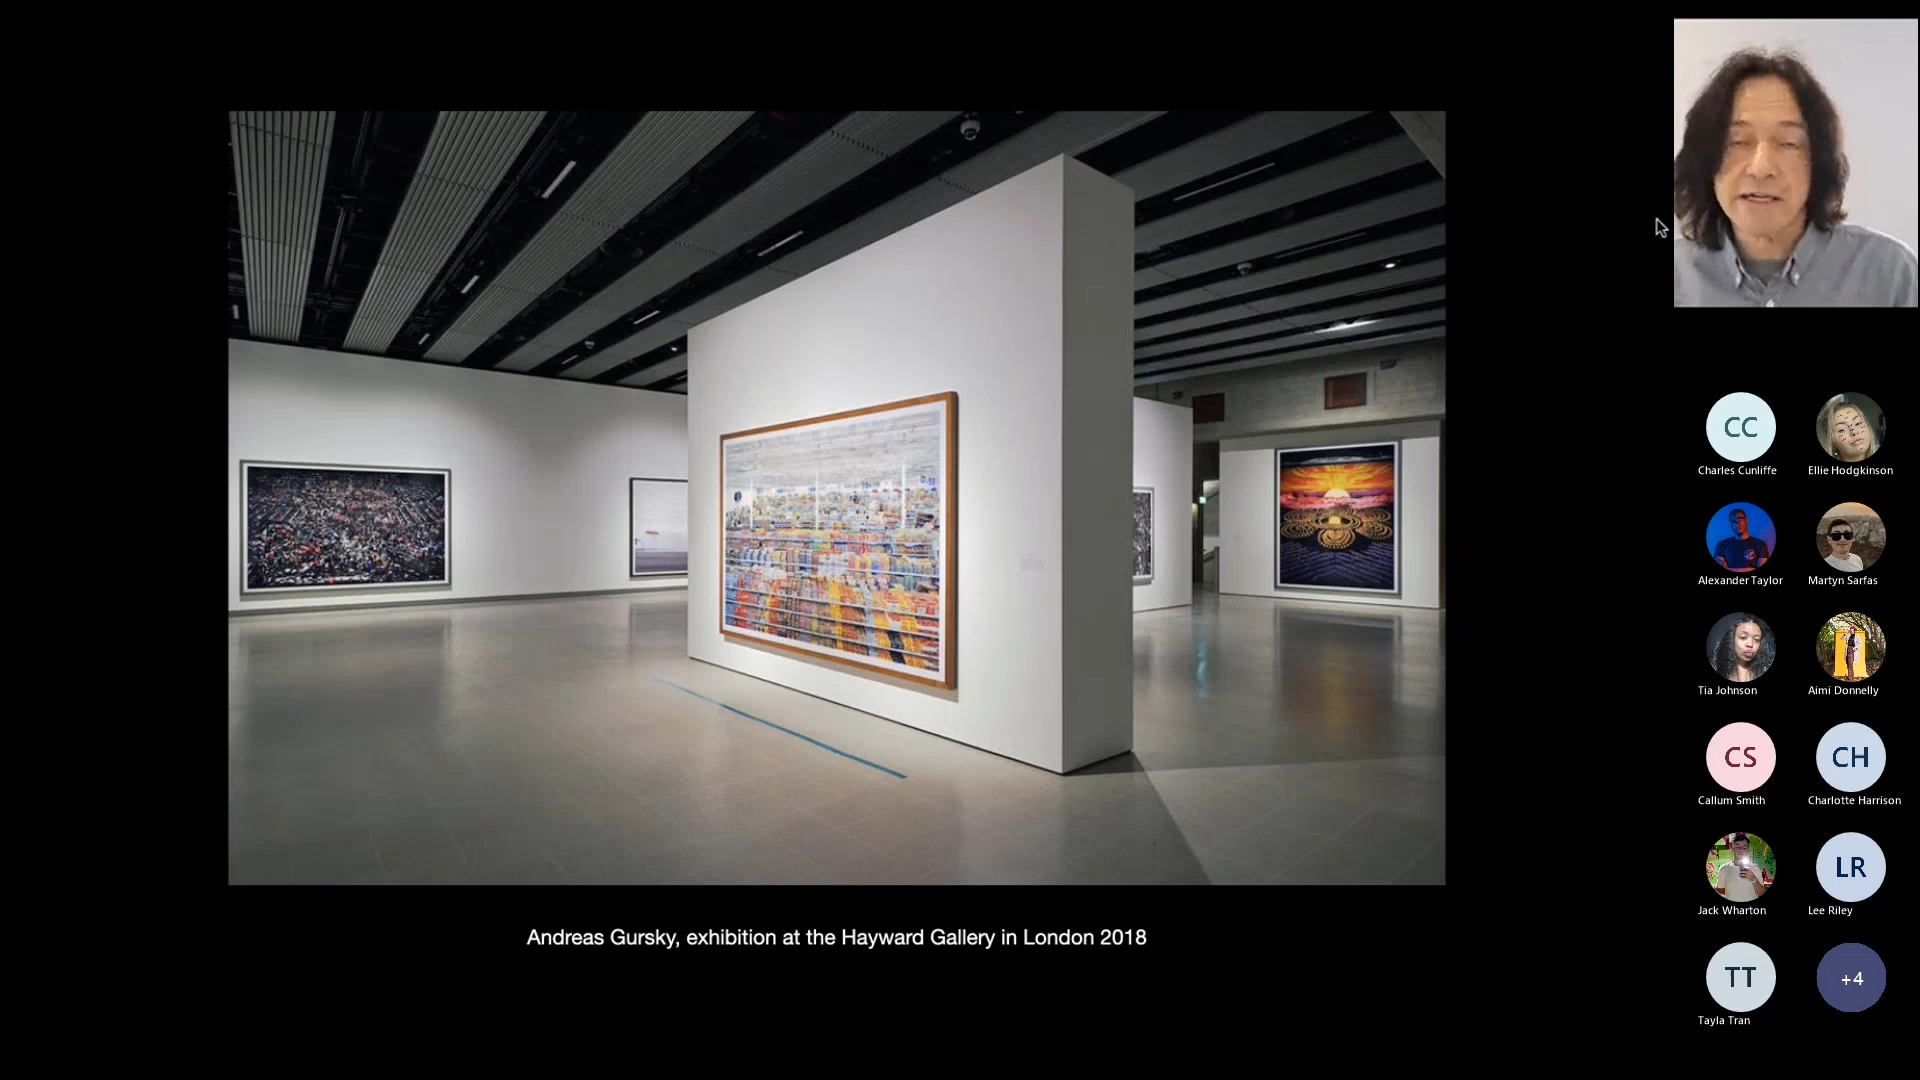 Andreas Gursky, exhibition at the Hayward Gallery in London 2018
CC
Charles Cunliffe
Ellie Hodgkinson
Alexander Taylor
Martyn Sarfas
Tia Johnson
Aimi Donnelly
CS
Callum Smith
CH
Charlotte Harrison
Jack Wharton
LR
Lee Riley
TT
Tayla Tran
+4